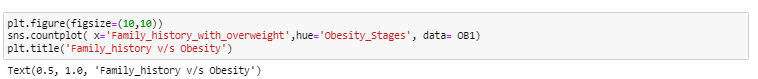 plt.figure(figsize=(10,10))
sns.countplot( x='Family_history_with_overweight',hue='Obesity_Stages', data= OB1)
plt.title('Family_history v/s Obesity')
Text(0.5, 1.0, 'Family_history v/s Obesity')